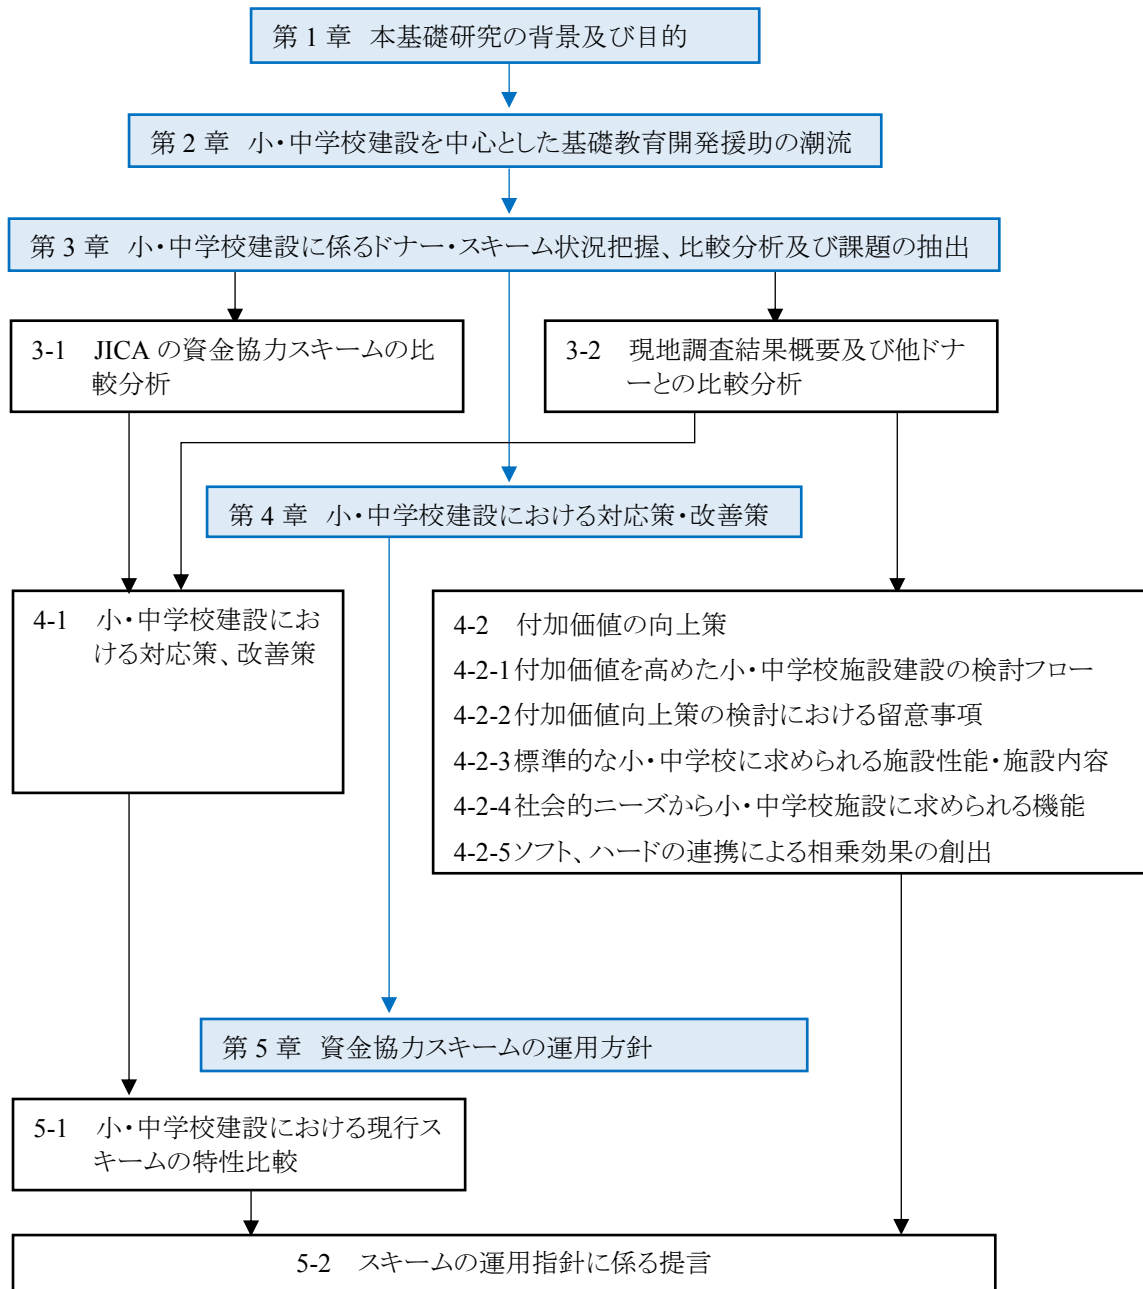 第 1 章 本基礎研究の背景及び目的
第 2 章 小・中学校建設を中心とした基礎教育開発援助の潮流
第 3 章 小・中学校建設に係るドナー・スキーム状況把握、比較分析及び課題の抽出
3-1 JICA の資金協力スキームの比
較分析
3-2 現地調査結果概要及び他ドナ
ーとの比較分析
第 4 章 小・中学校建設における対応策・改善策
4-1 小・中学校建設にお
ける対応策、改善策
4-2 付加価値の向上策
4-2-1付加価値を高めた小・中学校施設建設の検討フロー
4-2-2付加価値向上策の検討における留意事項
4-2-3標準的な小・中学校に求められる施設性能・施設内容
4-2-4社会的ニーズから小・中学校施設に求められる機能
4-2-5ソフト、ハードの連携による相乗効果の創出
第 5 章 資金協力スキームの運用方針
5-1 小・中学校建設における現行ス
キームの特性比較
5-2 スキームの運用指針に係る提言